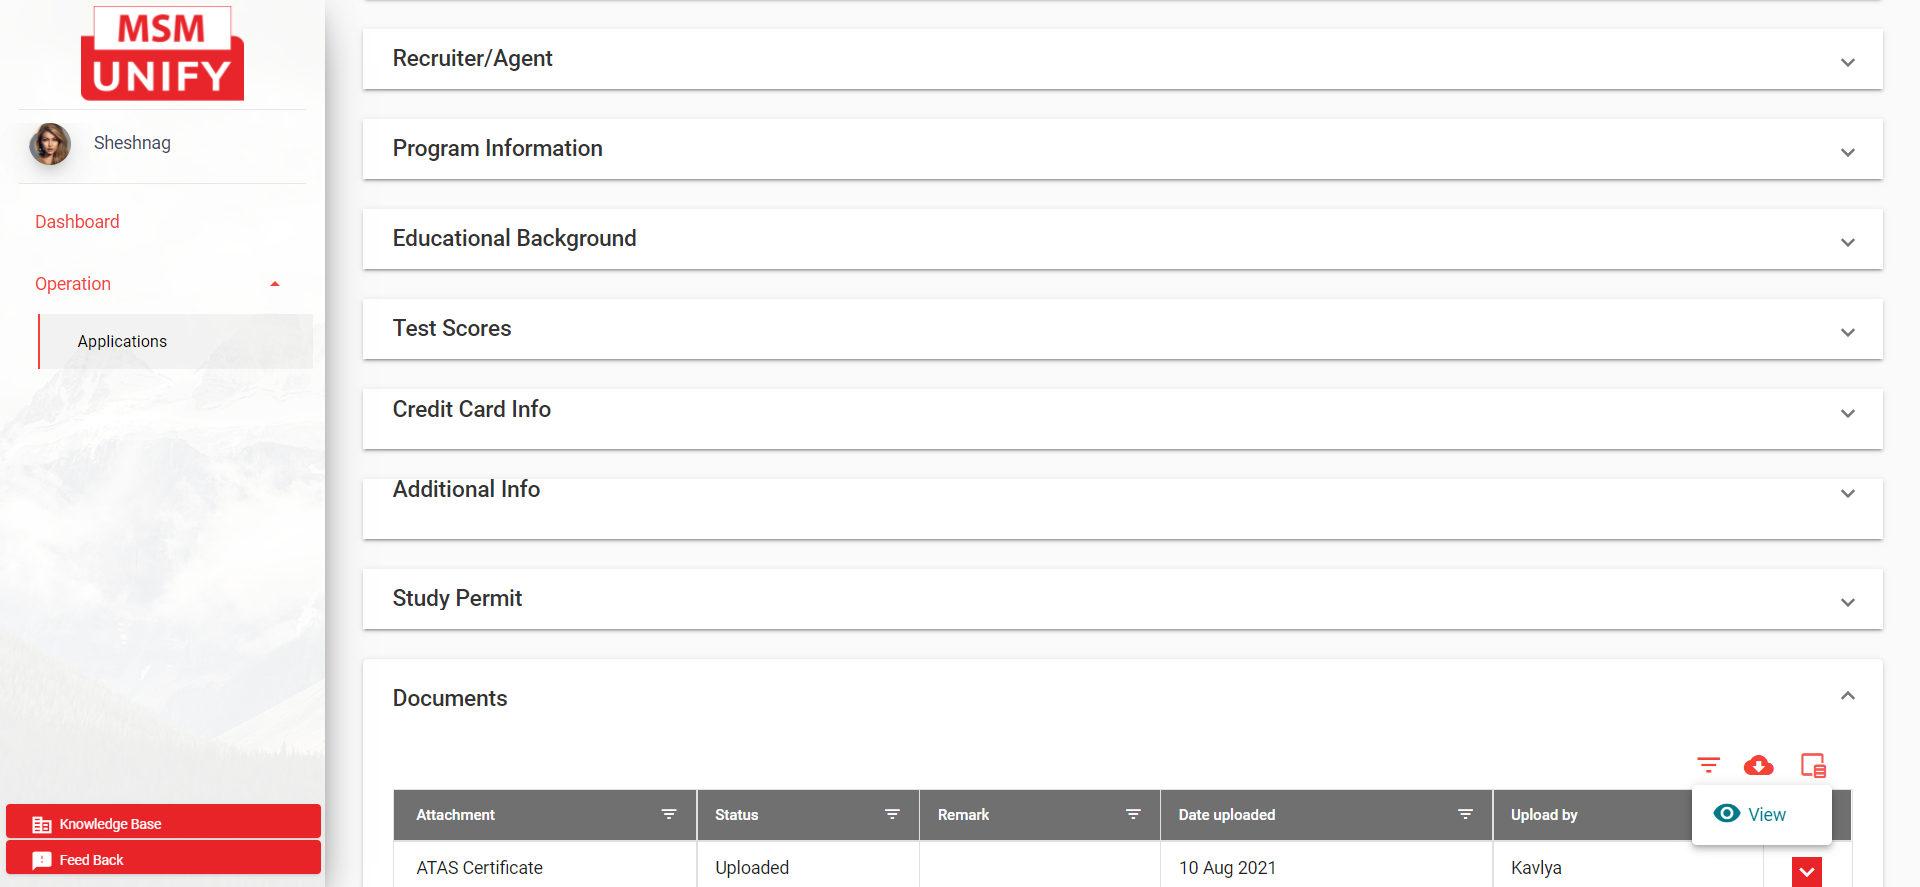 MSM
UNIFY
Sheshnag
Dashboard
Operation
Applications
Knowledge Base
Feed Back
Recruiter/Agent
Program Information
Educational Background
Test Scores
Credit Card Info
Additional Info
Study Permit
Documents
Attachment Status Remark Date uploaded Upload by
View
ATAS Certificate Uploaded 10 Aug 2021 Kavlya